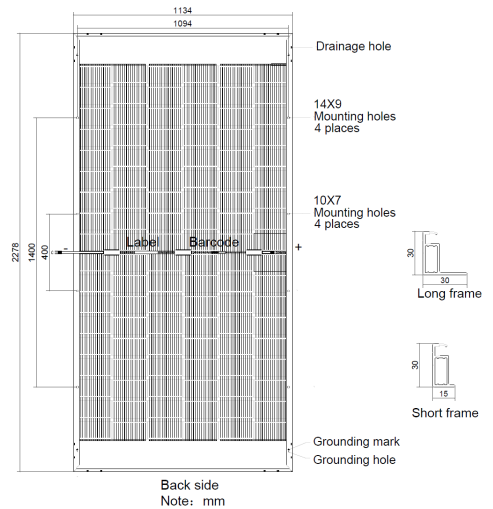 1134
1094
Drainage hole
14X9
Mounting holes
4 places
10X7
Mounting holes
4 places
Label
Barcode
-
+
2278
1400
400
30
30
Long frame
30
15
Short frame
Grounding mark
Grounding hole
Back side
Note: mm